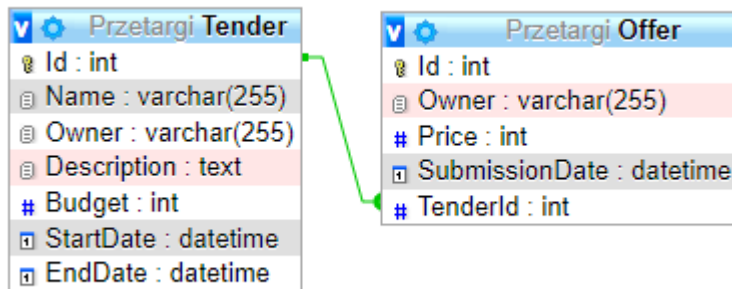 v Przetargi Tender
Id : int
Name : varchar(255)
Owner : varchar(255)
Description : text
# Budget : int
StartDate : datetime
EndDate : datetime
v Przetargi Offer
Id : int
Owner : varchar(255)
# Price : int
SubmissionDate : datetime
# TenderId : int